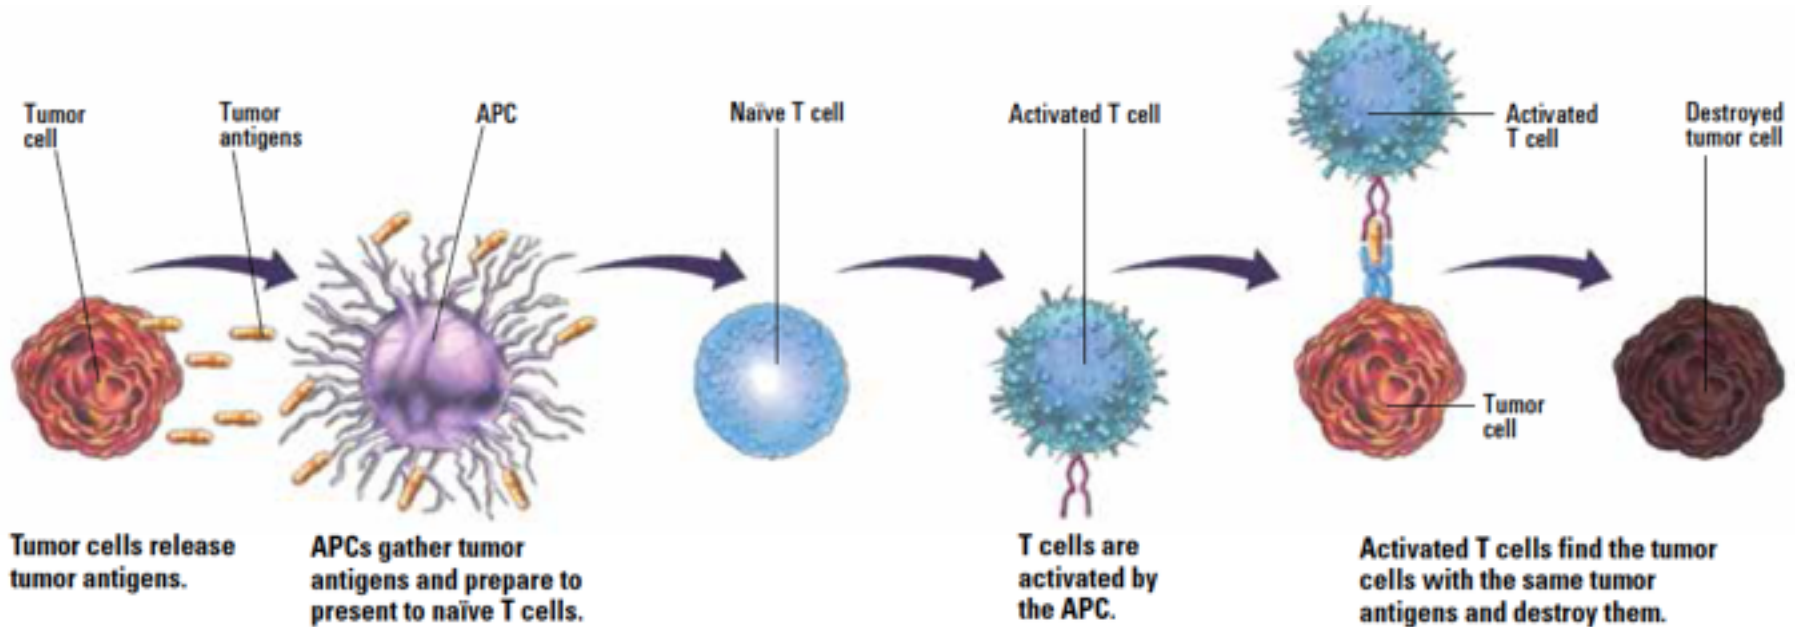 Tumor
cell
Tumor
antigens
APC
Naïve T cell
Activated T cell
Activated
T cell
Destroyed
tumor cell
Tumor
cell
Tumor cells release
tumor antigens.
APCs gather tumor
antigens and prepare to
present to naïve T cells.
T cells are
activated by
the APC.
Activated T cells find the tumor
cells with the same tumor
antigens and destroy them.